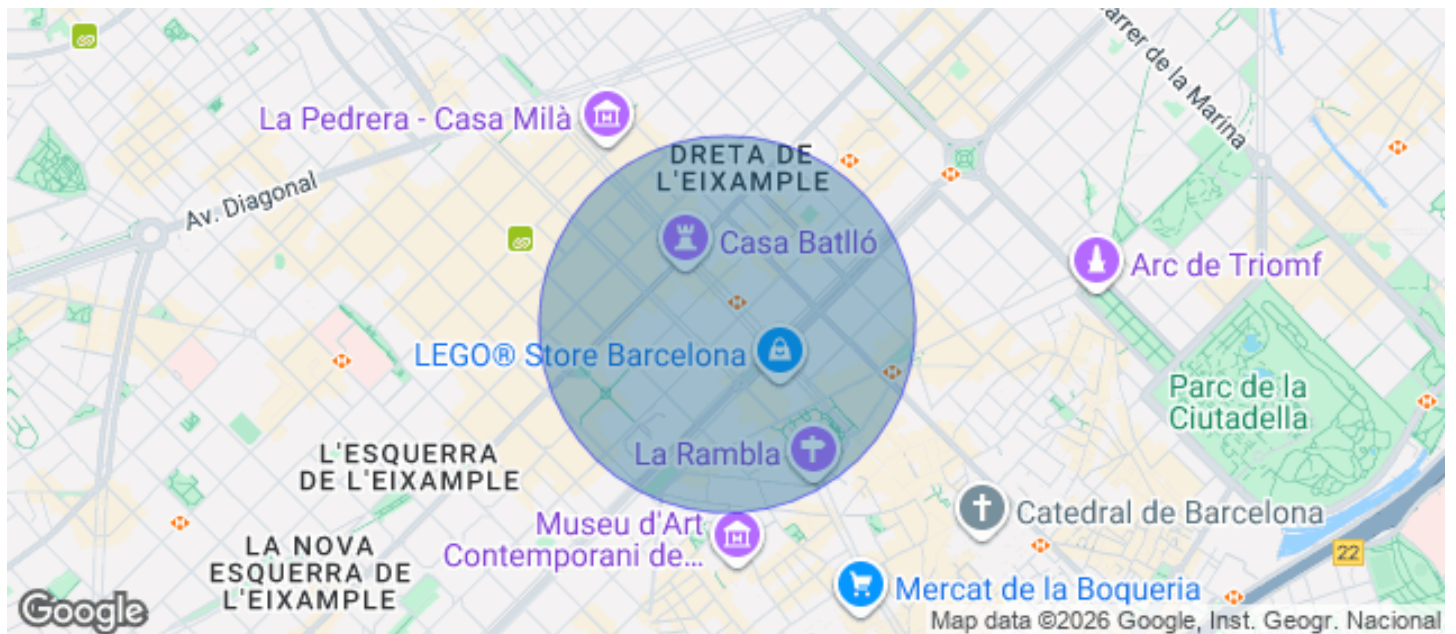 arrer de la Marina
La Pedrera - Casa Milà
DRETA DE
L'EIXAMPLE
Av. Diagonal
Casa Batlló
Arc de Triomf
LEGO® Store Barcelona
Parc de la
Ciutadella
L'ESQUERRA
DE L'EIXAMPLE
La Rambla
Museu d'Art
Contemporani de...
Catedral de Barcelona
LA NOVA
ESQUERRA DE
L'EIXAMPLE
22
Mercat de la Boqueria
Google
Map data ©2026 Google, Inst. Geogr. Nacional